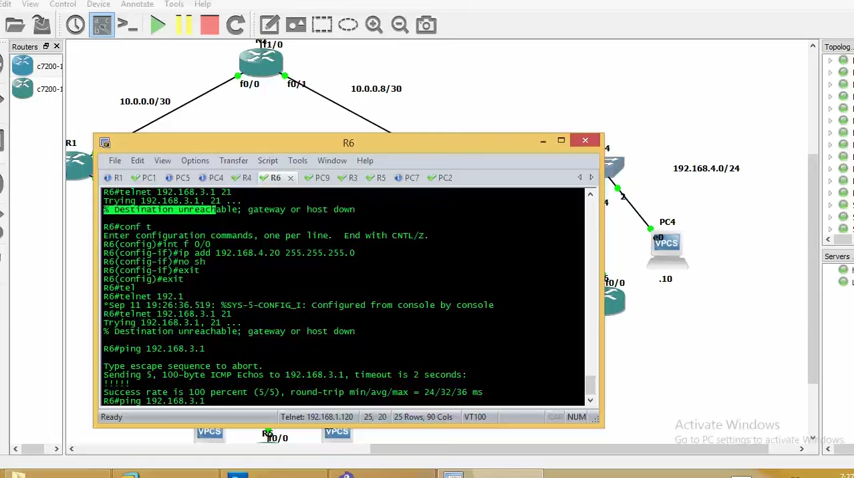 Edit View Control Device Annotate Tools Help
Routers
c7200-1
c7200-1
f1/0
f0/0 f0/1
10.0.0.0/30
10.0.0.8/30
R1
R6
File Edit View Options Transfer Script Tools Window Help
R1 PC1 PC5 PC4 R4 R6 PC9 R3 R5 PC7 PC2
R6#telnet 192.168.3.1 21
Trying 192.168.3.1, 21 ...
% Destination unreachable; gateway or host down
R6#conf t
Enter configuration commands, one per line. End with CNTL/Z.
R6(config)#int f 0/0
R6(config-if)#ip add 192.168.4.20 255.255.255.0
R6(config-if)#no sh
R6(config-if)#exit
R6(config)#exit
R6#tel
R6#telnet 192.1
*Sep 11 19:26:36.519: %SYS-5-CONFIG_I: Configured from console by console
R6#telnet 192.168.3.1 21
Trying 192.168.3.1, 21 ...
% Destination unreachable; gateway or host down
R6#ping 192.168.3.1
Type escape sequence to abort.
Sending 5, 100-byte ICMP Echos to 192.168.3.1, timeout is 2 seconds:
!!!!!
Success rate is 100 percent (5/5), round-trip min/avg/max = 24/32/36 ms
R6#ping 192.168.3.1
Ready Telnet: 192.168.1.120 25, 20 25 Rows, 90 Cols VT100 CAP NUM
4
192.168.4.0/24
2
PC4
e0
VPCS
.10
f0/0
VPCS
f0/0
VPCS
Topolog
Servers
Activate Windows
Go to PC settings to activate Windows.